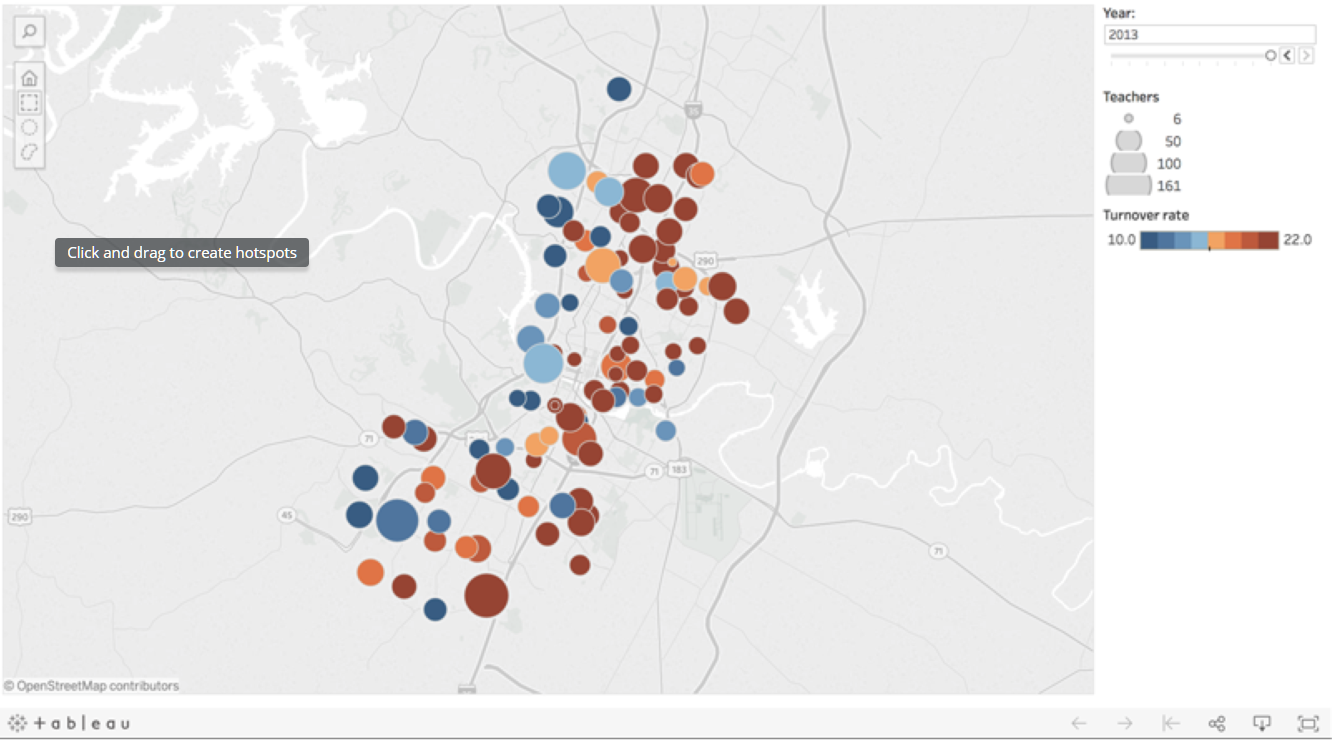 Year:
2013
Teachers
6
50
100
161
Turnover rate
10.0 22.0
Click and drag to create hotspots
35
290
71
71
183
290
45
71
© OpenStreetMap contributors
+ a b l e a u